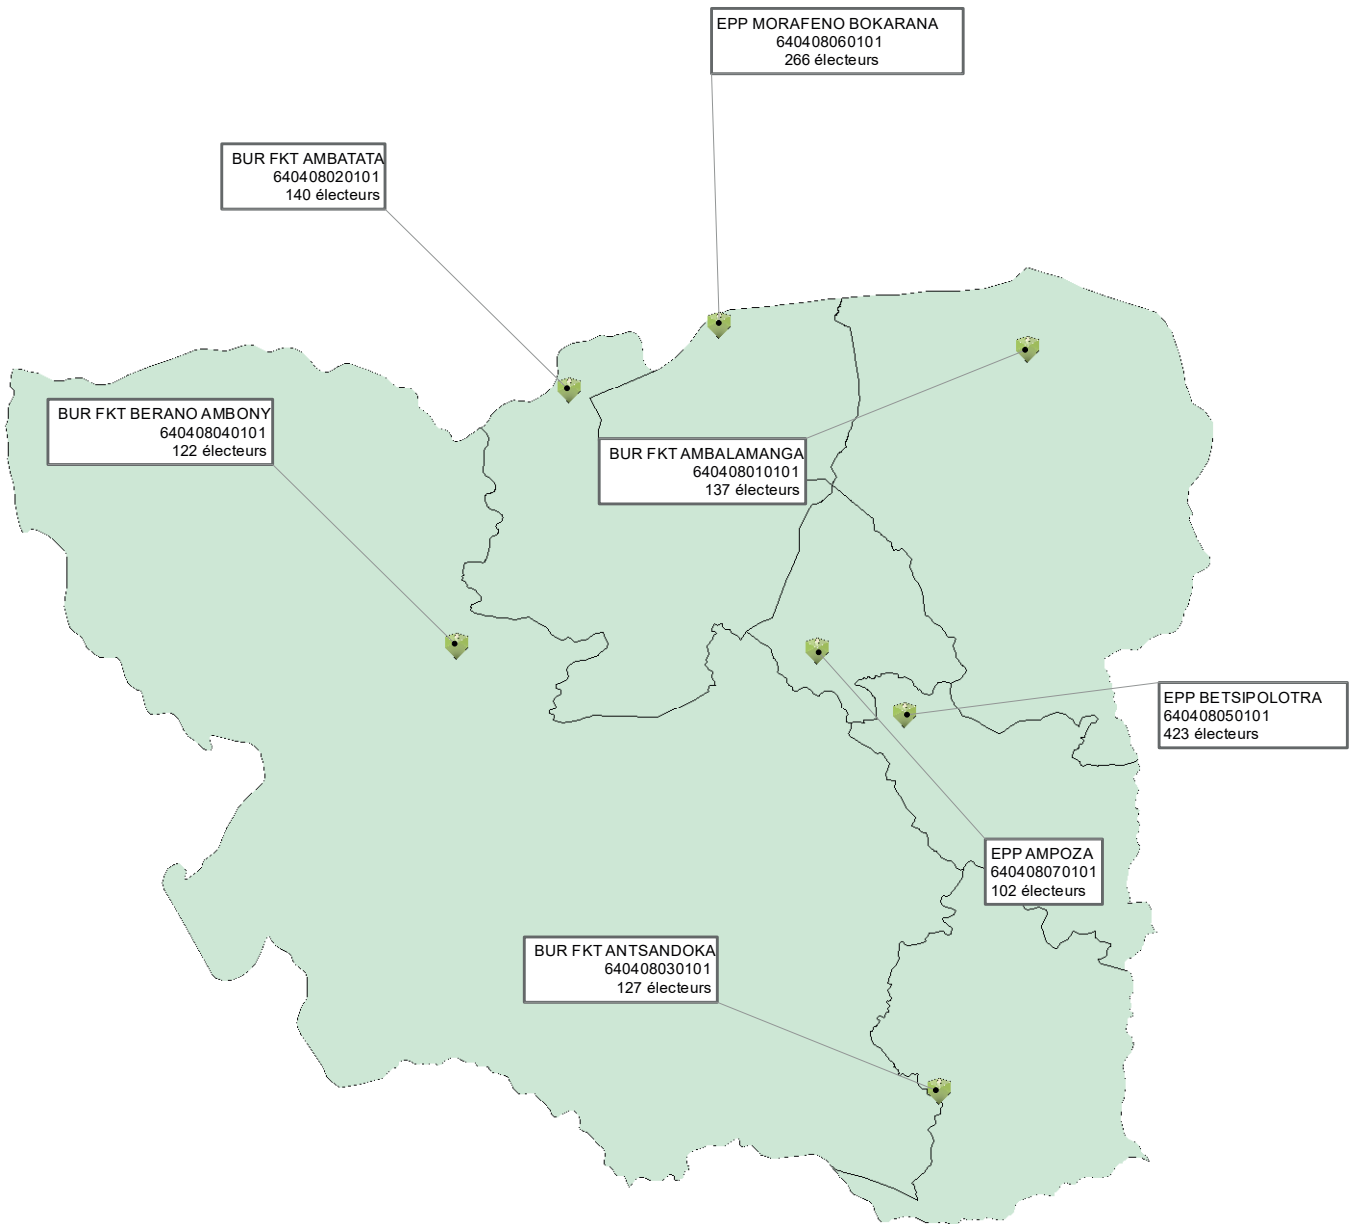 EPP MORAFENO BOKARANA
640408060101
266 électeurs
BUR FKT AMBATATA
640408020101
140 électeurs
BUR FKT BERANO AMBONY
640408040101
122 électeurs
BUR FKT AMBALAMANGA
640408010101
137 électeurs
EPP BETSIPOLOTRA
640408050101
423 électeurs
EPP AMPOZA
640408070101
102 électeurs
BUR FKT ANTSANDOKA
640408030101
127 électeurs